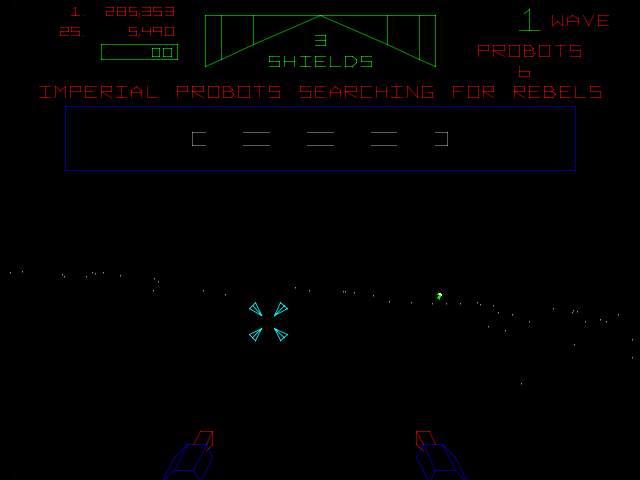 1. 285,353
25. 5,490
00
3
SHIELDS
1 WAVE
PROBOTS
6
IMPERIAL PROBOTS SEARCHING FOR REBELS